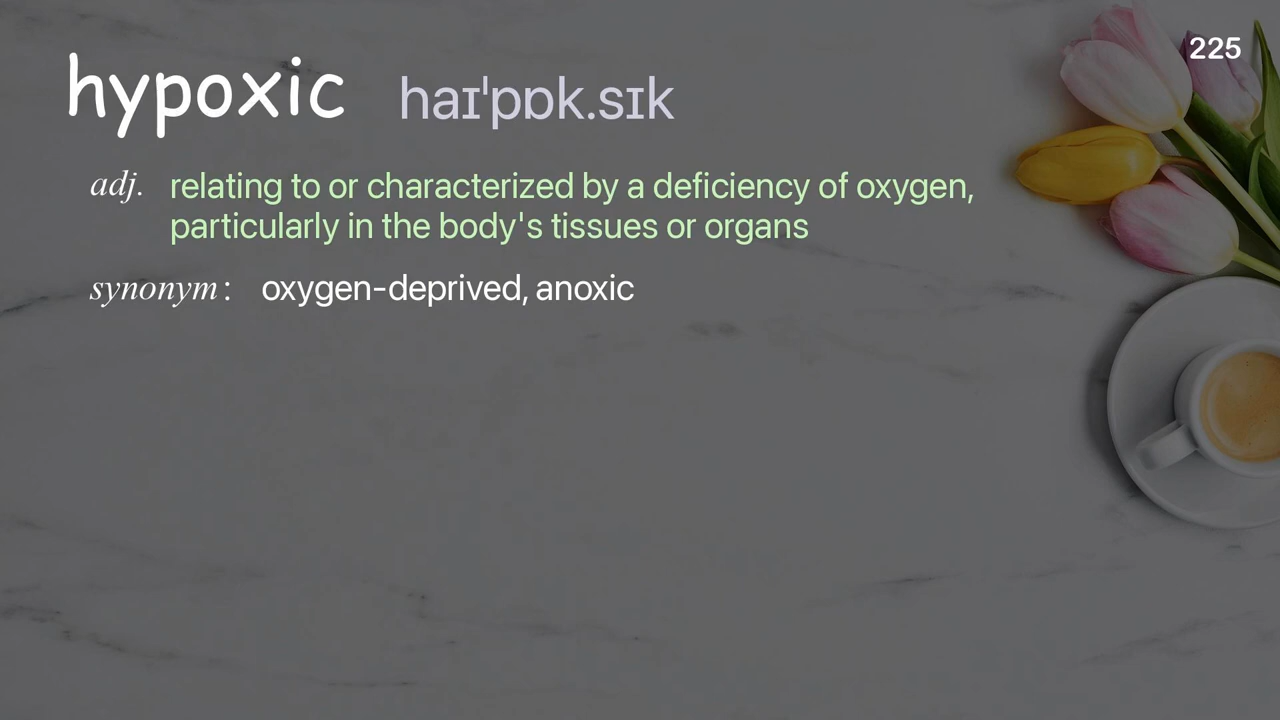 225
hypoxic haɪˈpɒk.sɪk
adj. relating to or characterized by a deficiency of oxygen,
particularly in the body's tissues or organs
synonym: oxygen-deprived, anoxic